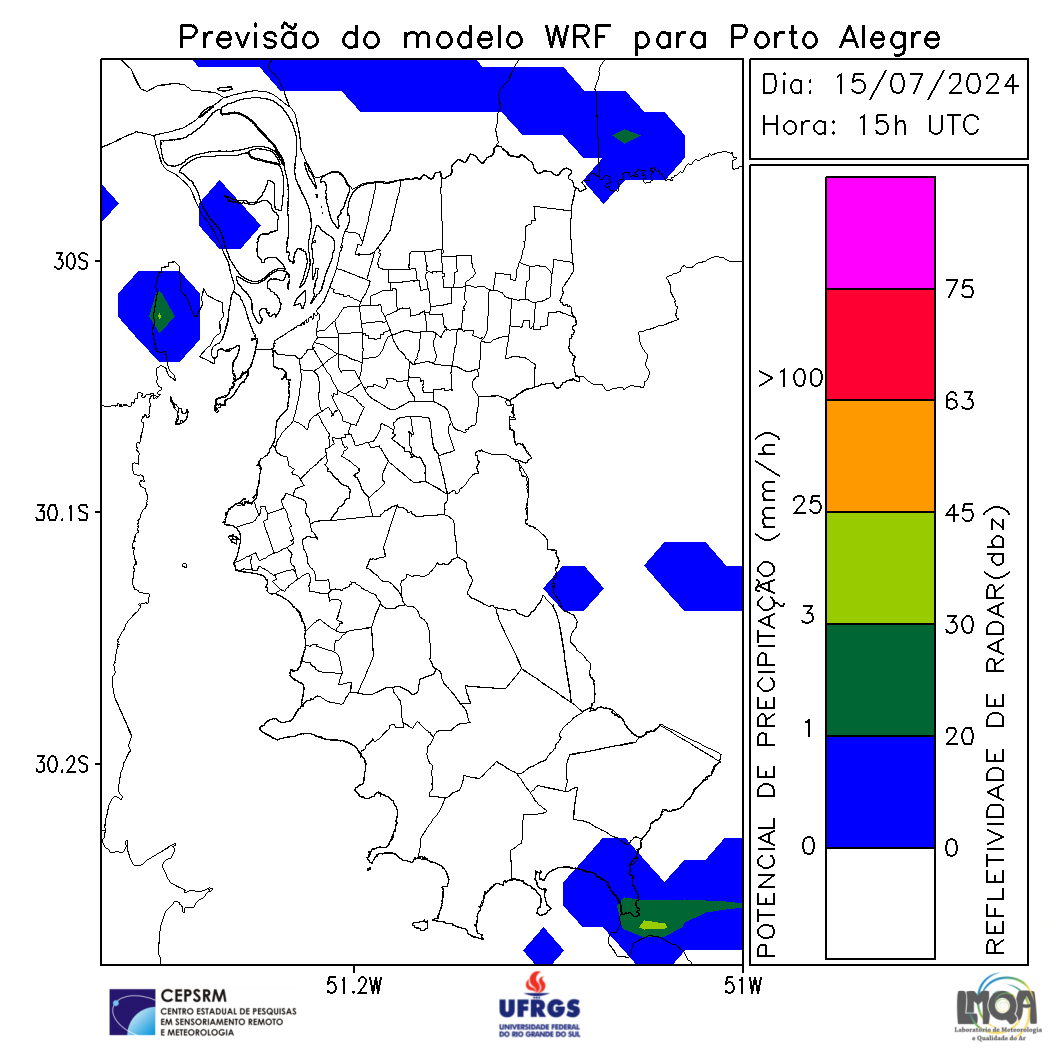 Previsão do modelo WRF para Porto Alegre
Dia: 15/07/2024
Hora: 15h UTC
30S
30.1S
30.2S
51.2W
51W
POTENCIAL DE PRECIPITAÇÃO (mm/h)
>100
25
3
1
0
75
63
45
30
20
0
REFLETIVIDADE DE RADAR(dbz)
CEPSRM
CENTRO ESTADUAL DE PESQUISAS
EM SENSORIAMENTO REMOTO
E METEOROLOGIA
UFRGS
UNIVERSIDADE FEDERAL
DO RIO GRANDE DO SUL
LMQA
Laboratório de Meteorologia
e Qualidade do Ar